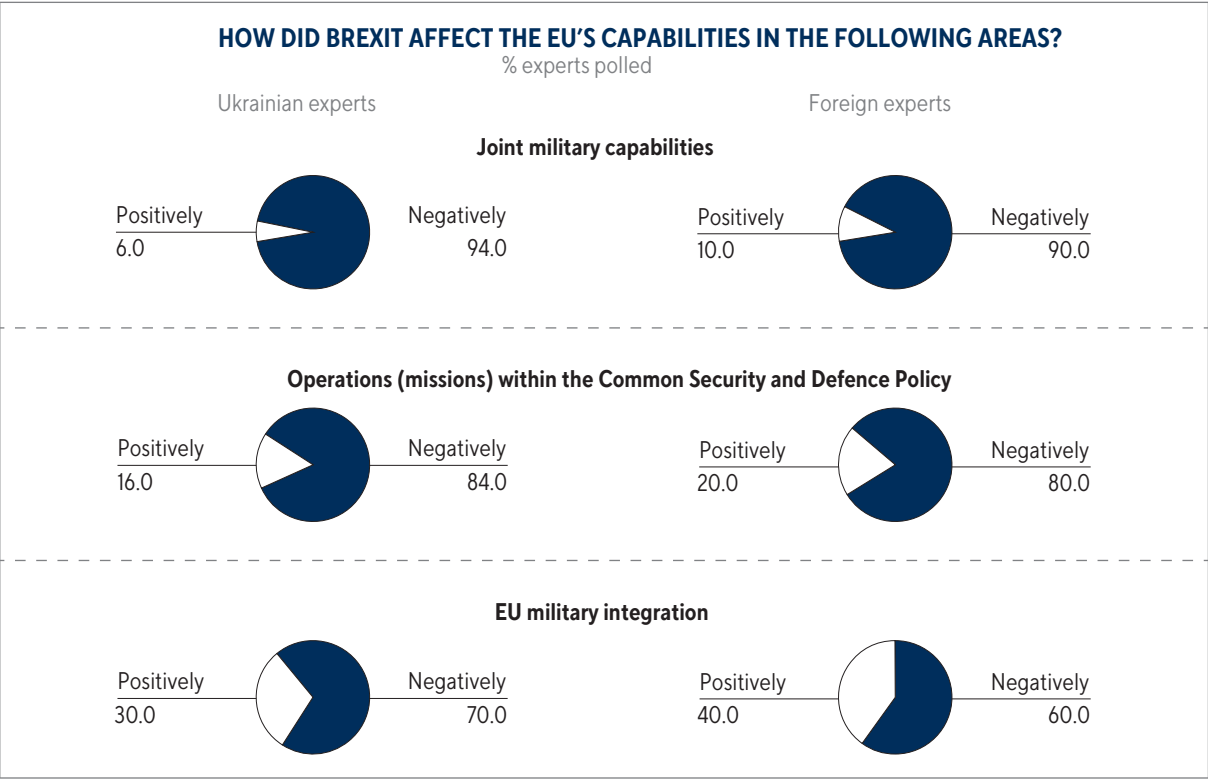 HOW DID BREXIT AFFECT THE EU'S CAPABILITIES IN THE FOLLOWING AREAS?
% experts polled
Ukrainian experts
Foreign experts
Joint military capabilities
Positively
6.0
Negatively
94.0
Positively
10.0
Negatively
90.0
Operations (missions) within the Common Security and Defence Policy
Positively
16.0
Negatively
84.0
Positively
20.0
Negatively
80.0
EU military integration
Positively
30.0
Negatively
70.0
Positively
40.0
Negatively
60.0